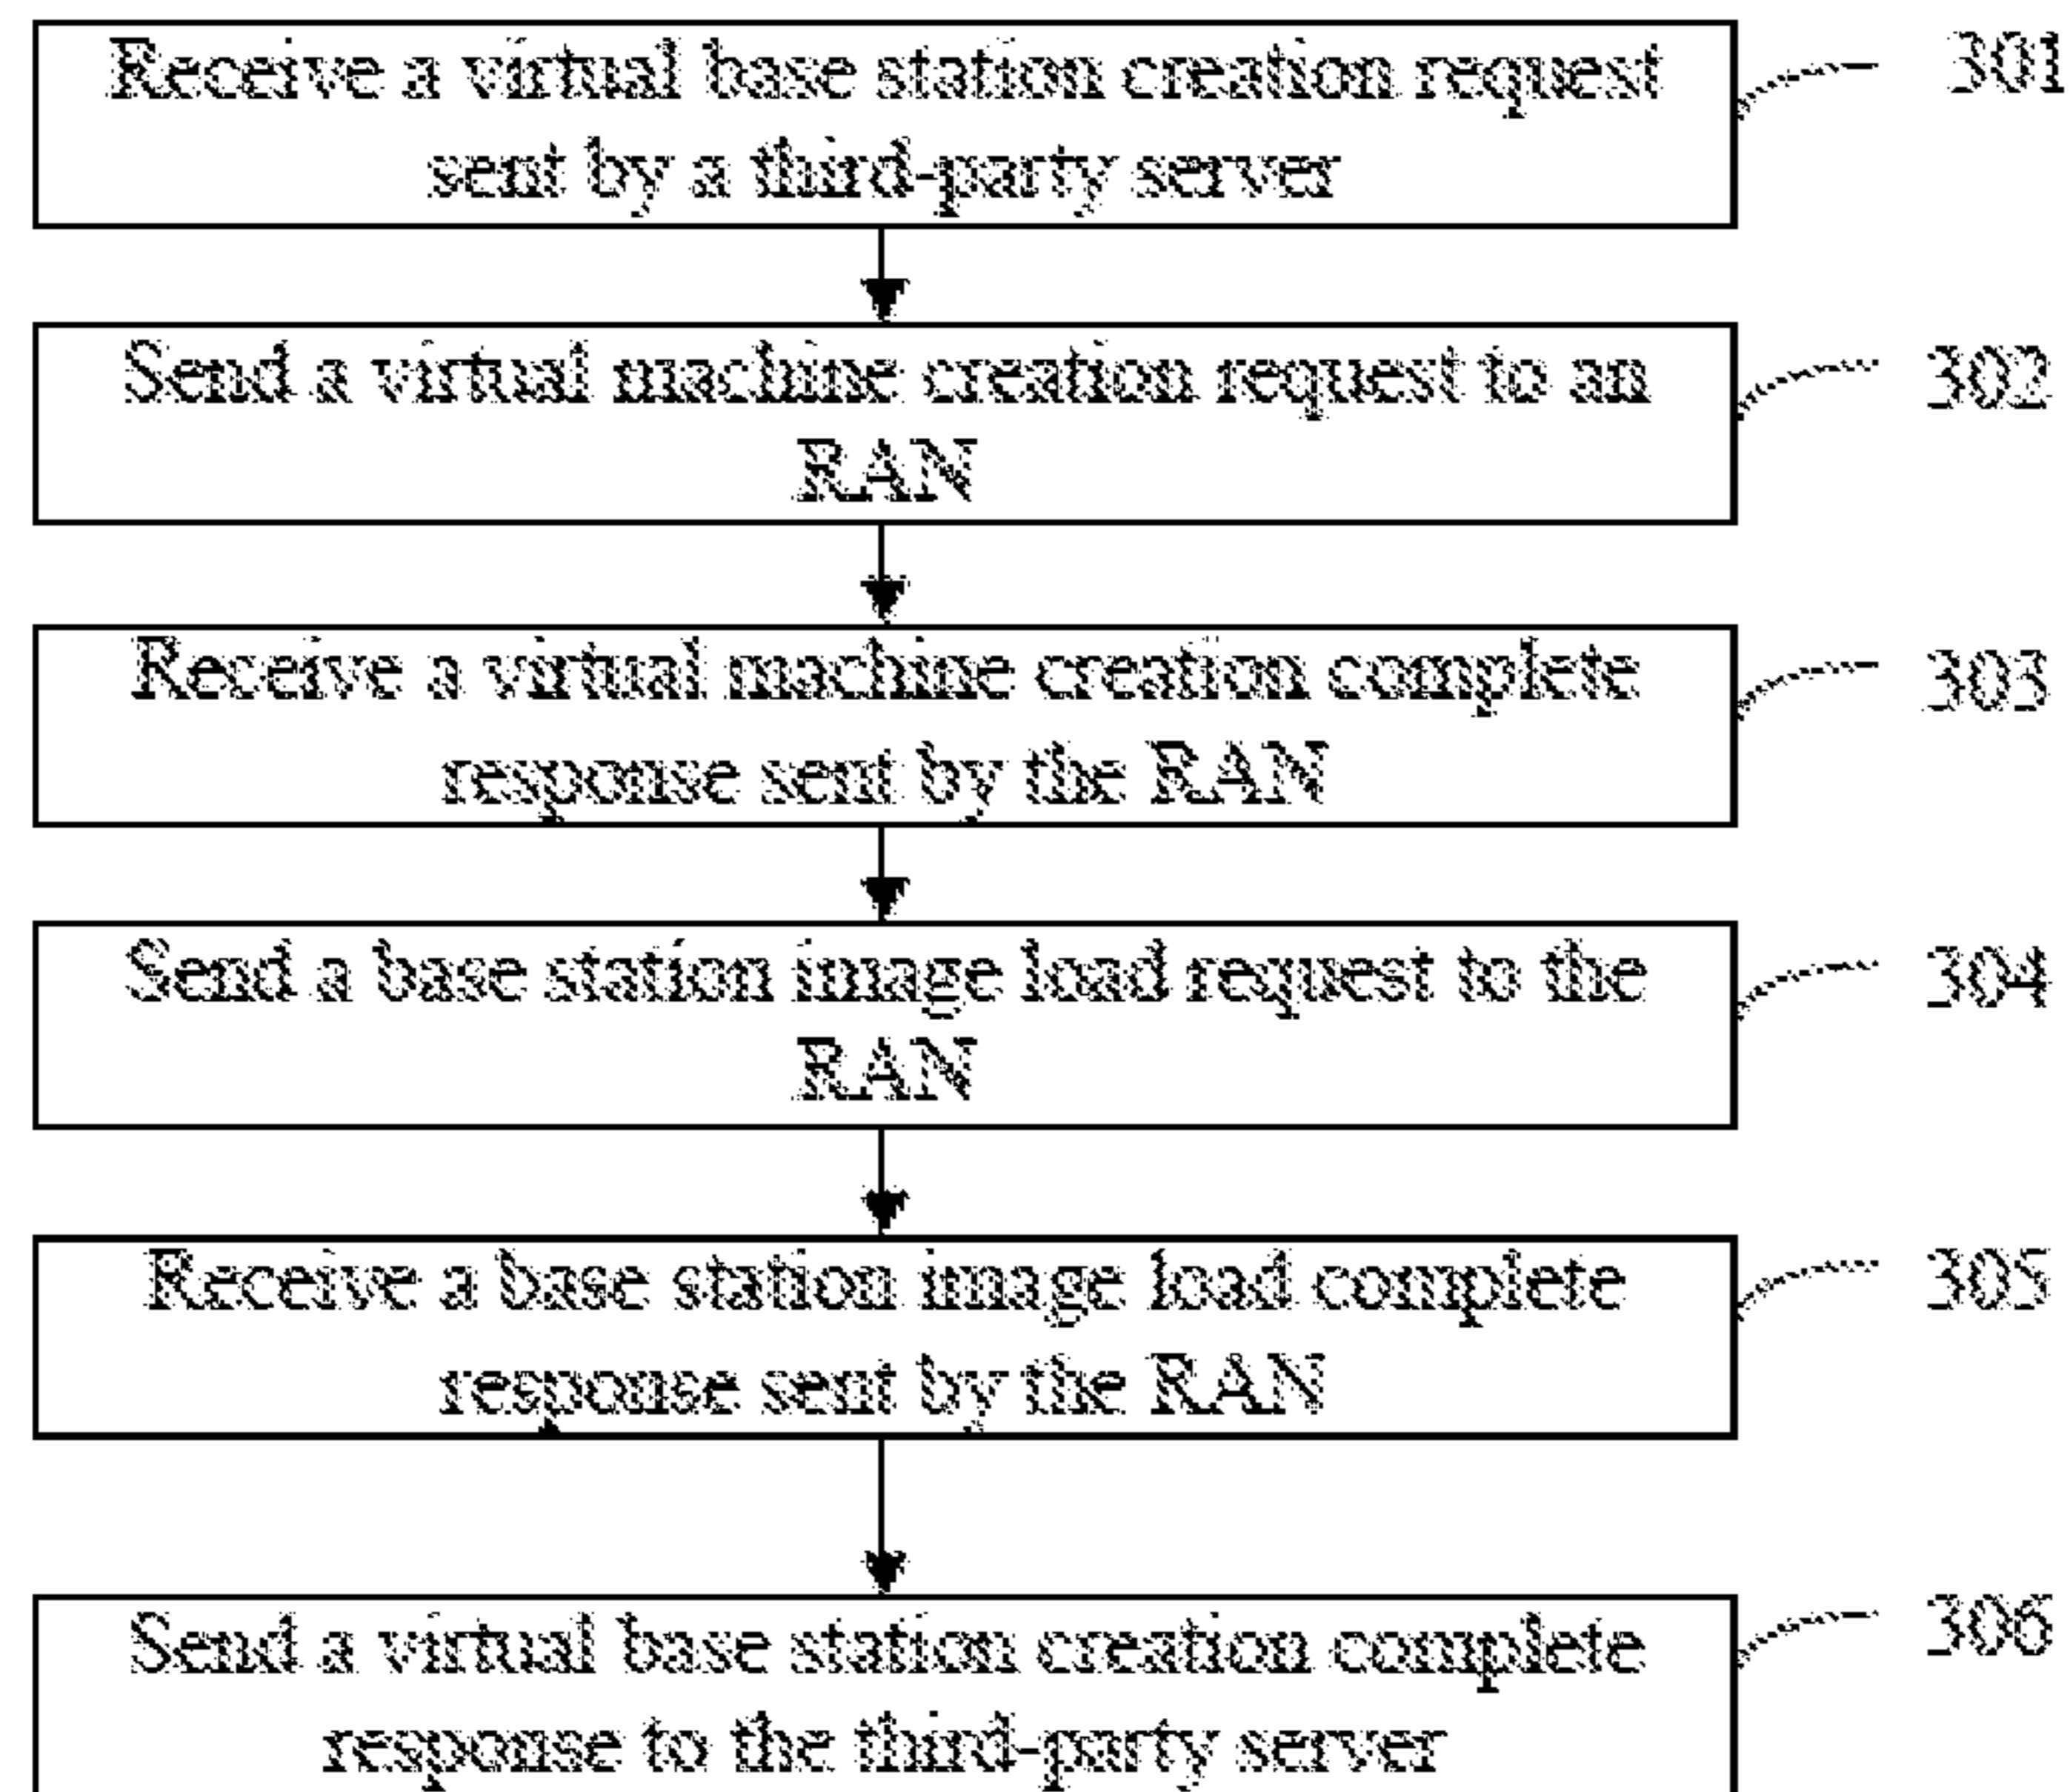 Receive a virtual base station creation request
sent by a third-party server
301
Send a virtual machine creation request to an
RAN
302
Receive a virtual machine creation complete
response sent by the RAN
303
Send a base station image load request to the
RAN
304
Receive a base station image load complete
response sent by the RAN
305
Send a virtual base station creation complete
response to the third-party server
306